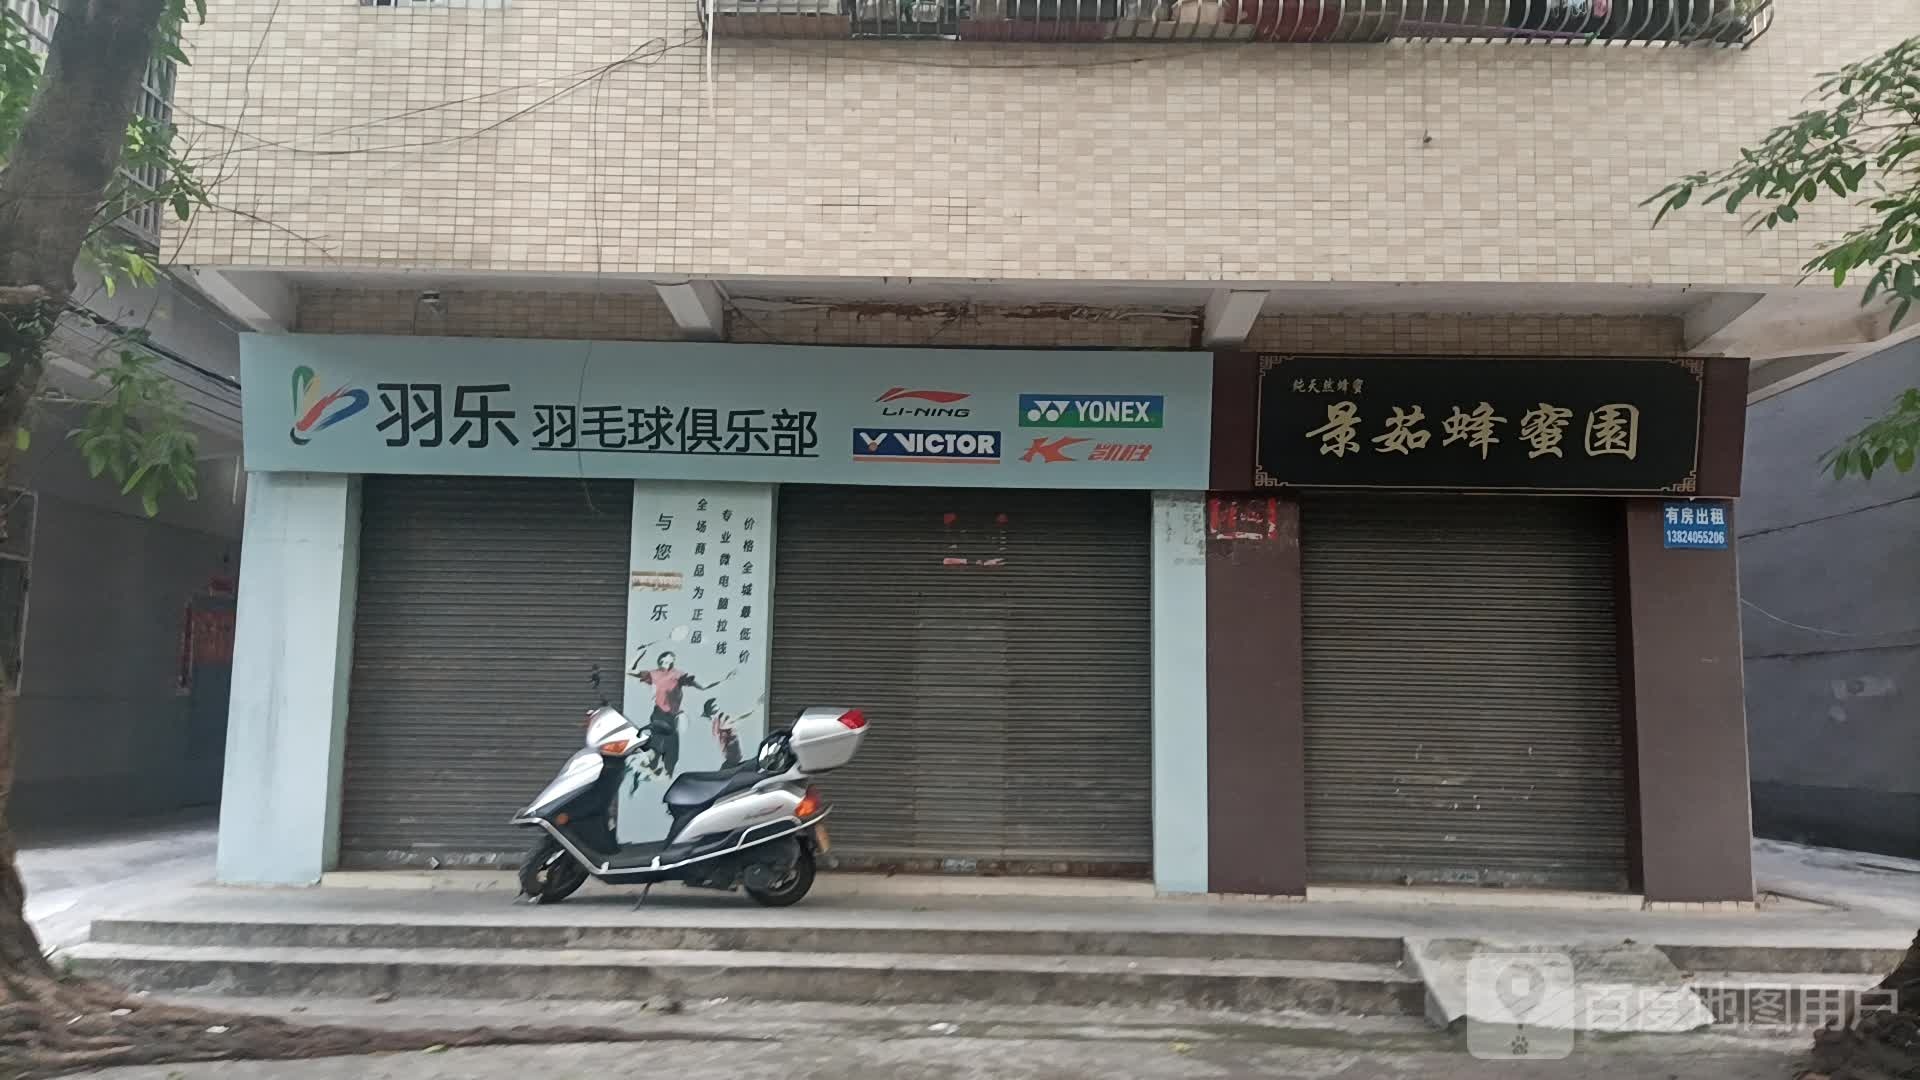 羽乐 羽毛球俱乐部
LI-NING
YONEX
VICTOR
K 凯胜
纯天然蜂蜜
景茹蜂蜜園
有房出租
13824055206
与您 乐
全场商品为正品
专业微电脑拉线
价格全城最低价
百度地图用户